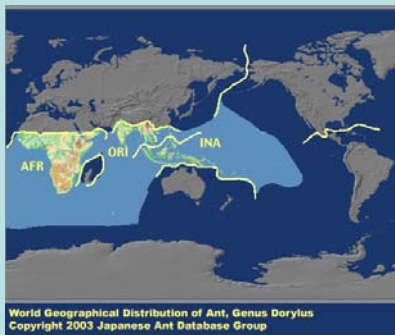 AFR
ORI
INA
World Geographical Distribution of Ant, Genus Dorylus
Copyright 2003 Japanese Ant Database Group